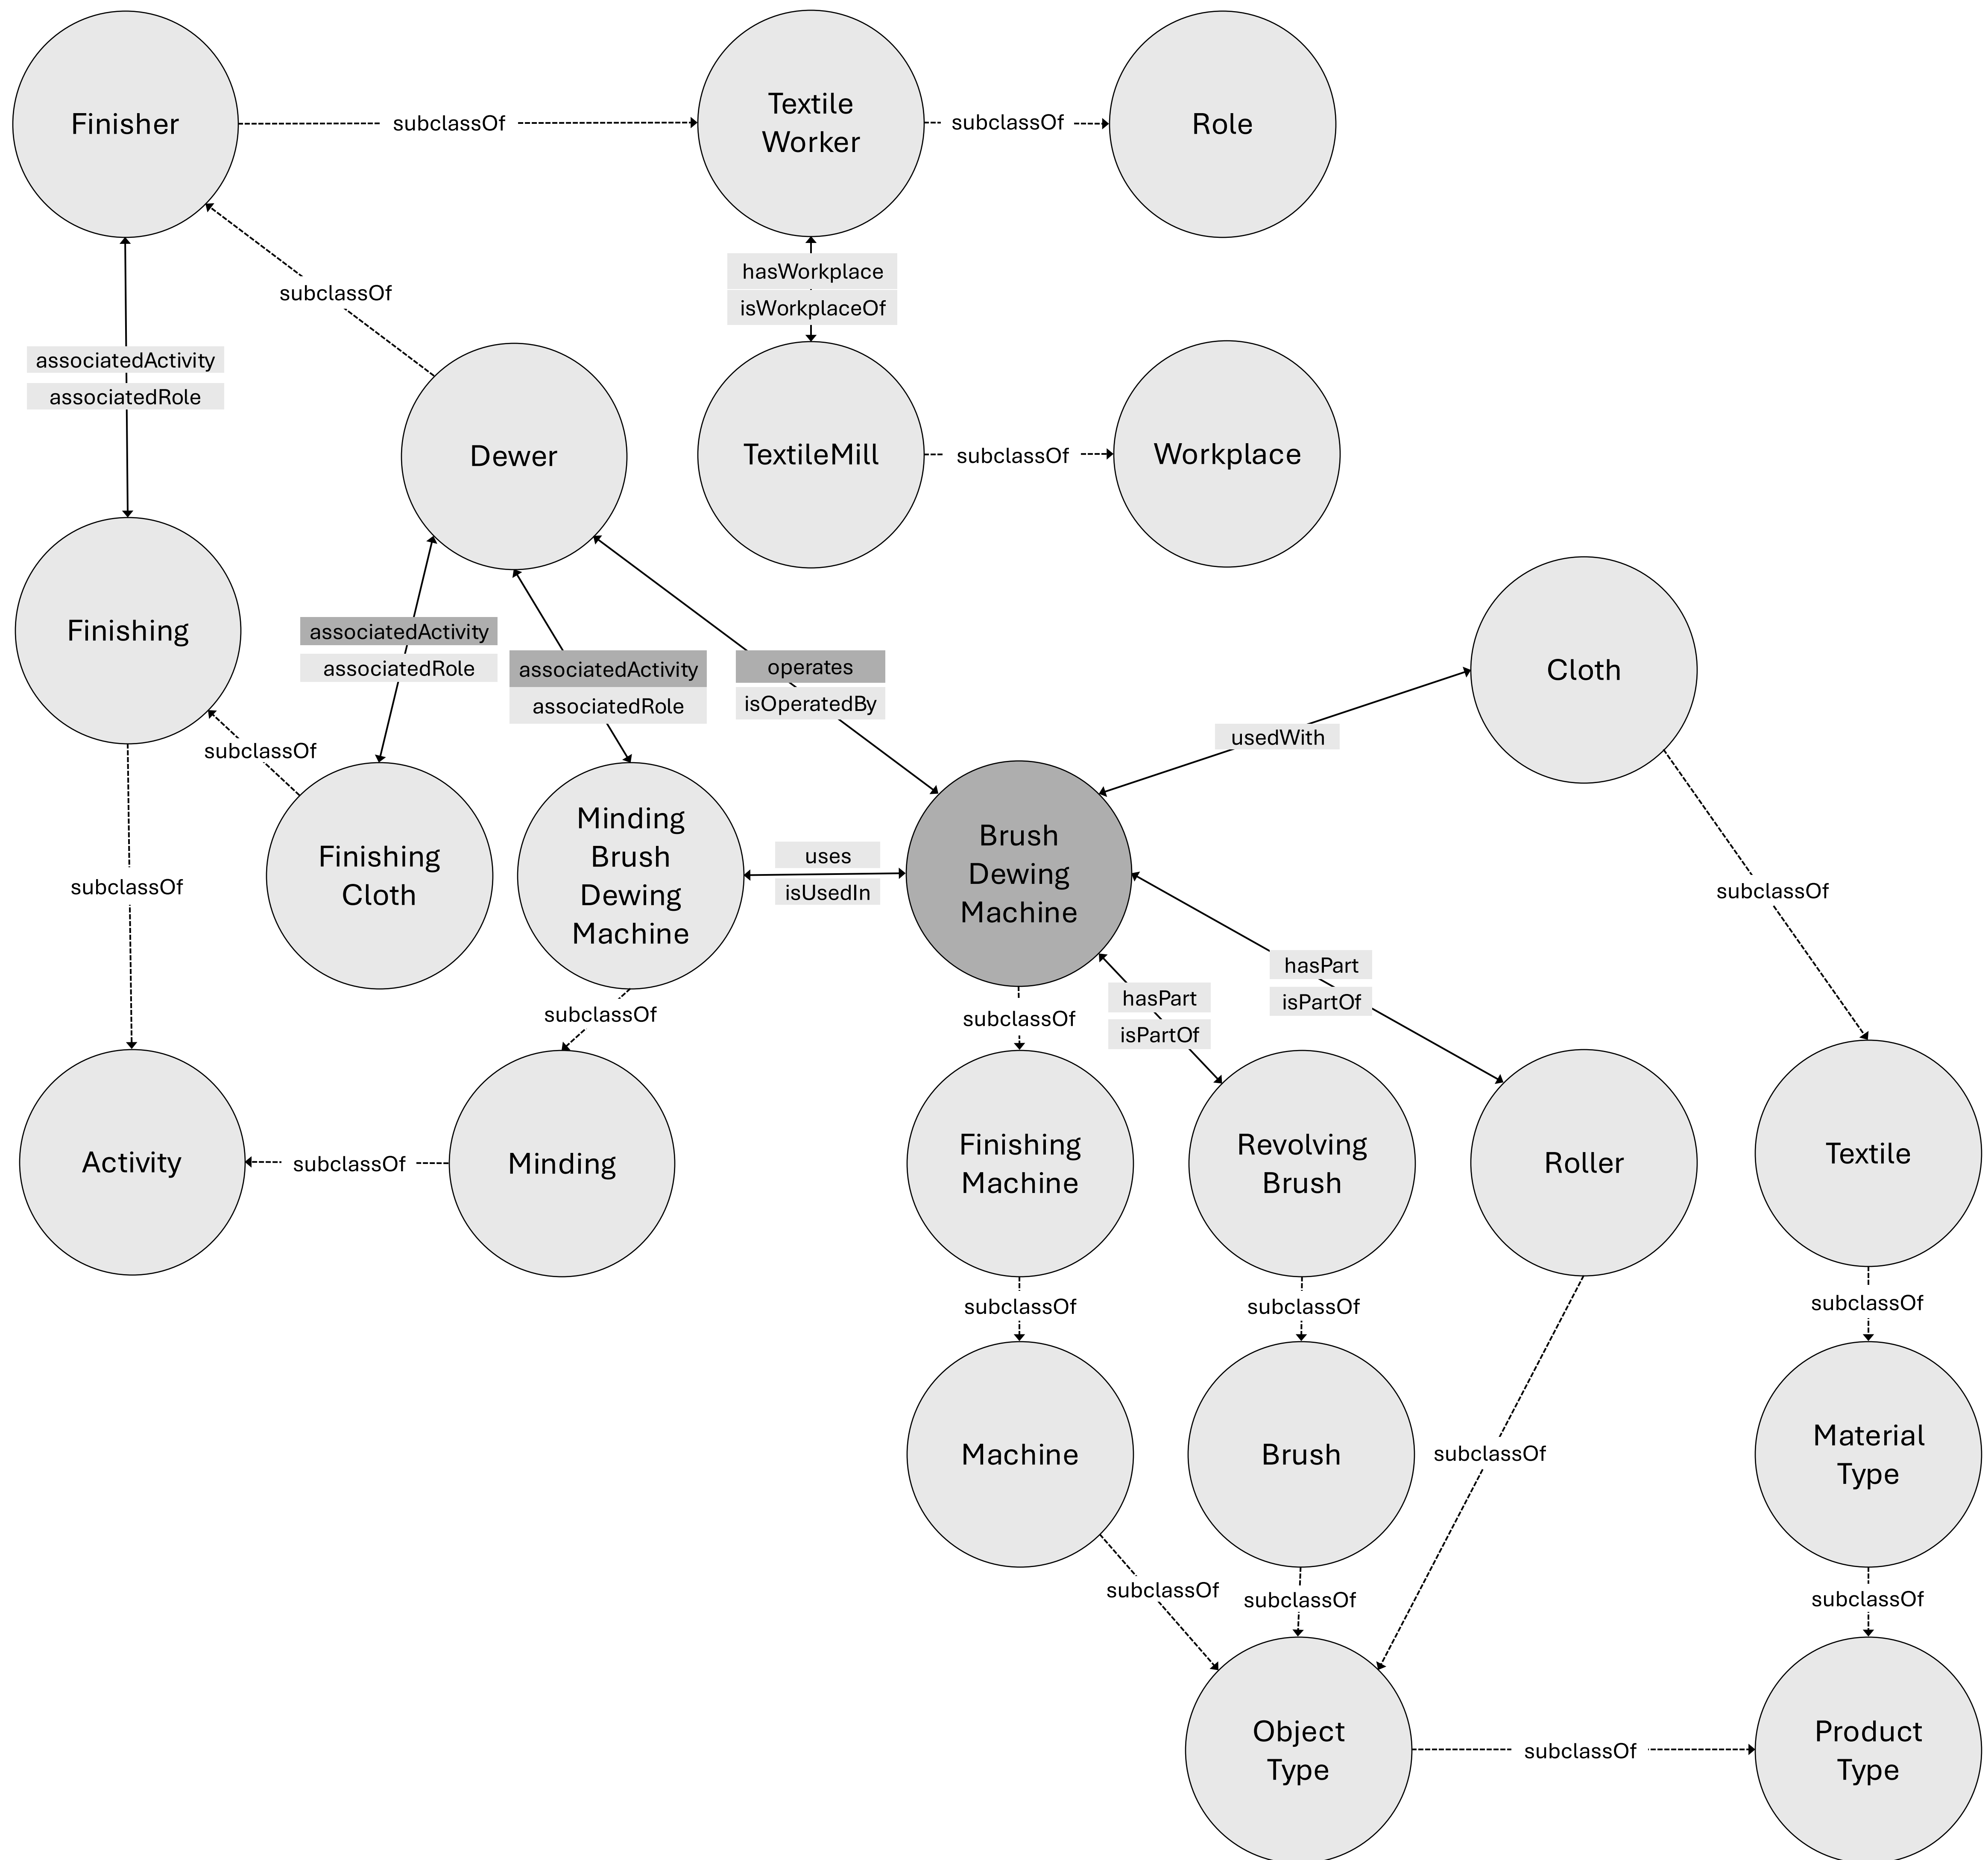 Finisher
subclassOf
Textile
Worker
subclassOf
Role
hasWorkplace
isWorkplaceOf
subclassOf
associatedActivity
associatedRole
Dewer
TextileMill
subclassOf
Workplace
Finishing
associatedActivity
associatedRole
associatedActivity
associatedRole
operates
isOperatedBy
Cloth
usedWith
subclassOf
Finishing
Cloth
Minding
Brush
Dewing
Machine
uses
isUsedIn
Brush
Dewing
Machine
subclassOf
subclassOf
hasPart
isPartOf
subclassOf
subclassOf
hasPart
isPartOf
Activity
subclassOf
Minding
Finishing
Machine
Revolving
Brush
Roller
Textile
subclassOf
subclassOf
subclassOf
Machine
Brush
subclassOf
Material
Type
subclassOf
subclassOf
subclassOf
Object
Type
subclassOf
Product
Type